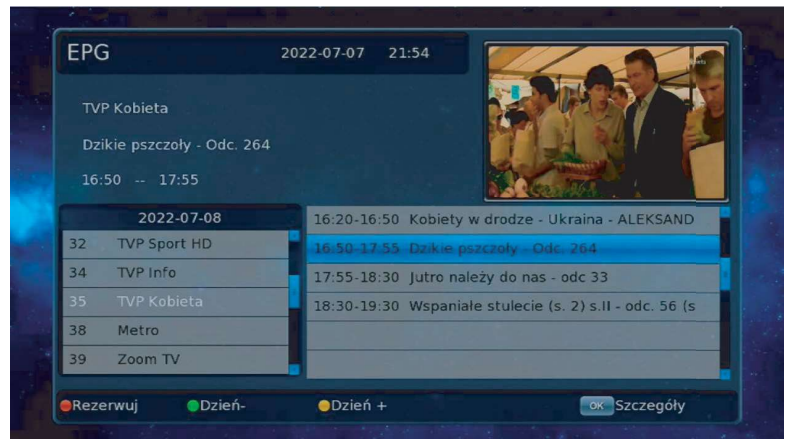 EPG 2022-07-07 21:54
TVP Kobieta
Dzikie pszczoły - Odc. 264
16:50 -- 17:55
2022-07-08
32 TVP Sport HD
34 TVP Info
35 TVP Kobieta
38 Metro
39 Zoom TV
16:20-16:50 Kobiety w drodze - Ukraina - ALEKSAND
16:50-17:55 Dzikie pszczoły - Odc. 264
17:55-18:30 Jutro należy do nas - odc 33
18:30-19:30 Wspaniałe stulecie (s. 2) s.II - odc. 56 (s
Rezerwuj Dzień- Dzień + OK Szczegóły